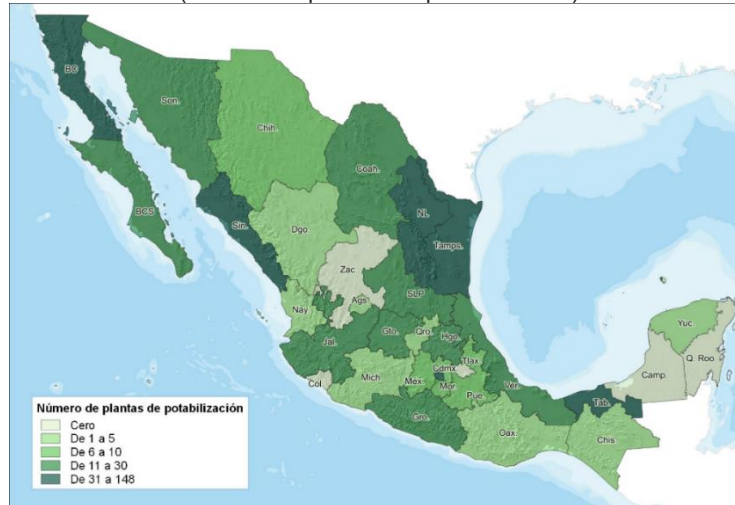 BC
Son.
Chih.
Coah.
BCS
Sin.
NL
Dgo.
Tamps.
Zac.
SLP
Ags.
Nay
Yuc.
Gto.
Qro.
Hgo.
Q. Roo
Jal.
Tlax.
Cdmx.
Camp.
Col.
Mich.
Mex.
Mor.
Pue.
Ver.
Tab.
Gro.
Oax.
Chis.
Número de plantas de potabilización
Cero
De 1 a 5
De 6 a 10
De 11 a 30
De 31 a 148